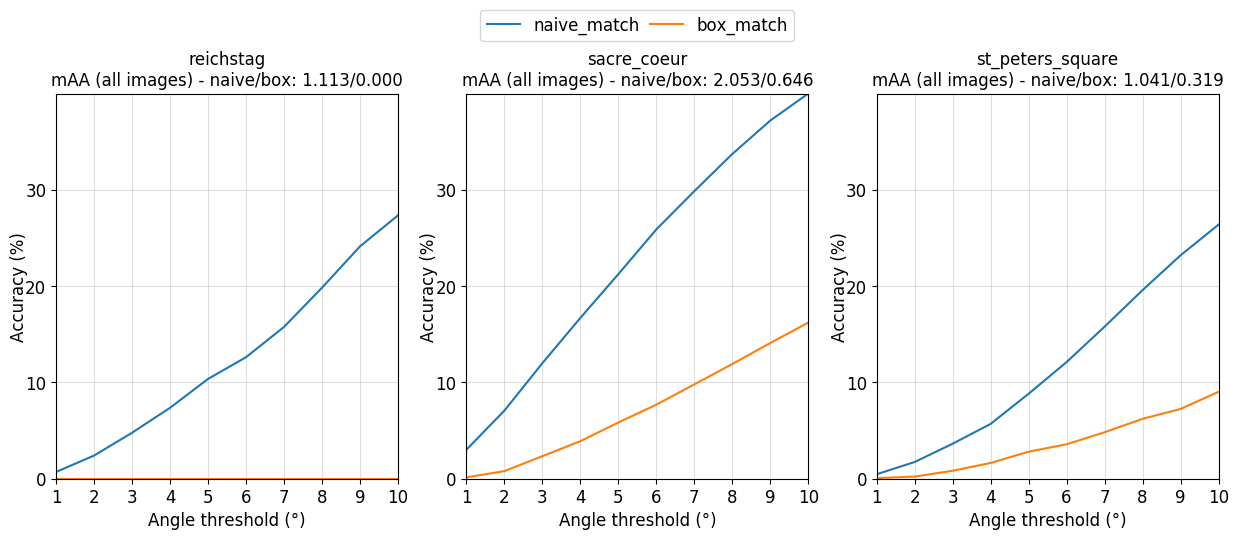 naive_match box_match
reichstag
mAA (all images) - naive/box: 1.113/0.000
Accuracy (%)
30
20
10
0
1 2 3 4 5 6 7 8 9 10
Angle threshold (°)
sacre_coeur
mAA (all images) - naive/box: 2.053/0.646
Accuracy (%)
30
20
10
0
1 2 3 4 5 6 7 8 9 10
Angle threshold (°)
st_peters_square
mAA (all images) - naive/box: 1.041/0.319
Accuracy (%)
30
20
10
0
1 2 3 4 5 6 7 8 9 10
Angle threshold (°)